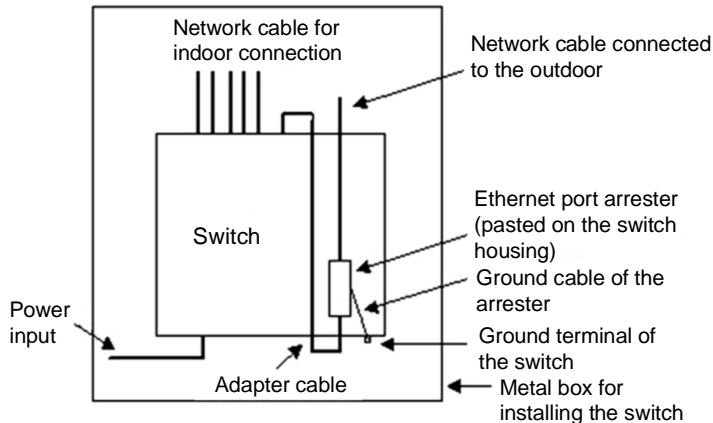 Network cable for
indoor connection
Network cable connected
to the outdoor
Ethernet port arrester
(pasted on the switch
housing)
Switch
Ground cable of the
arrester
Power
input
Ground terminal of
the switch
Adapter cable
Metal box for
installing the switch